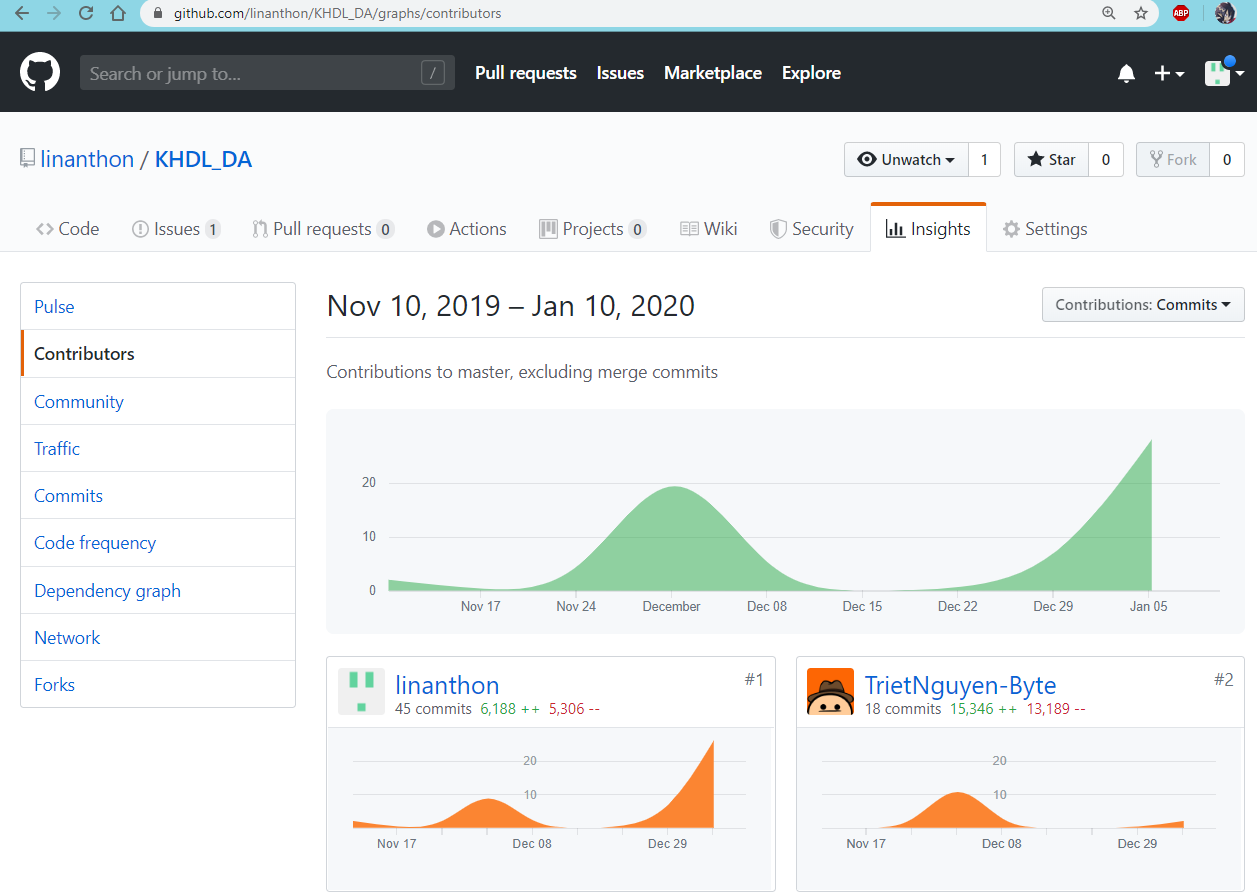 github.com/linanthon/KHDL_DA/graphs/contributors
ABP
Search or jump to... /
Pull requests Issues Marketplace Explore
linanthon / KHDL_DA
Unwatch 1 Star 0 Fork 0
Code Issues 1 Pull requests 0 Actions Projects 0 Wiki Security Insights Settings
Pulse
Contributors
Community
Traffic
Commits
Code frequency
Dependency graph
Network
Forks
Nov 10, 2019 – Jan 10, 2020
Contributions: Commits
Contributions to master, excluding merge commits
20
10
0
Nov 17 Nov 24 December Dec 08 Dec 15 Dec 22 Dec 29 Jan 05
linanthon #1
45 commits 6,188 ++ 5,306 --
20
10
Nov 17 Dec 08 Dec 29
TrietNguyen-Byte #2
18 commits 15,346 ++ 13,189 --
20
10
Nov 17 Dec 08 Dec 29